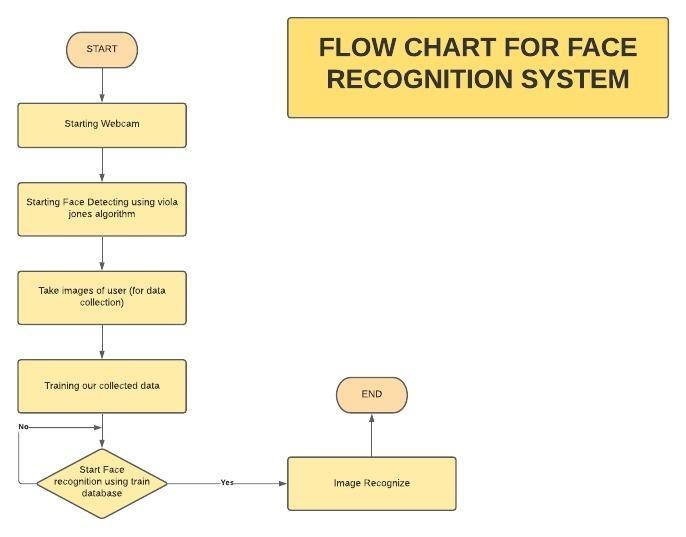 START
FLOW CHART FOR FACE
RECOGNITION SYSTEM
Starting Webcam
Starting Face Detecting using viola
jones algorithm
Take images of user (for data
collection)
Training our collected data
END
No
Start Face
recognition using train
database
Yes
Image Recognize